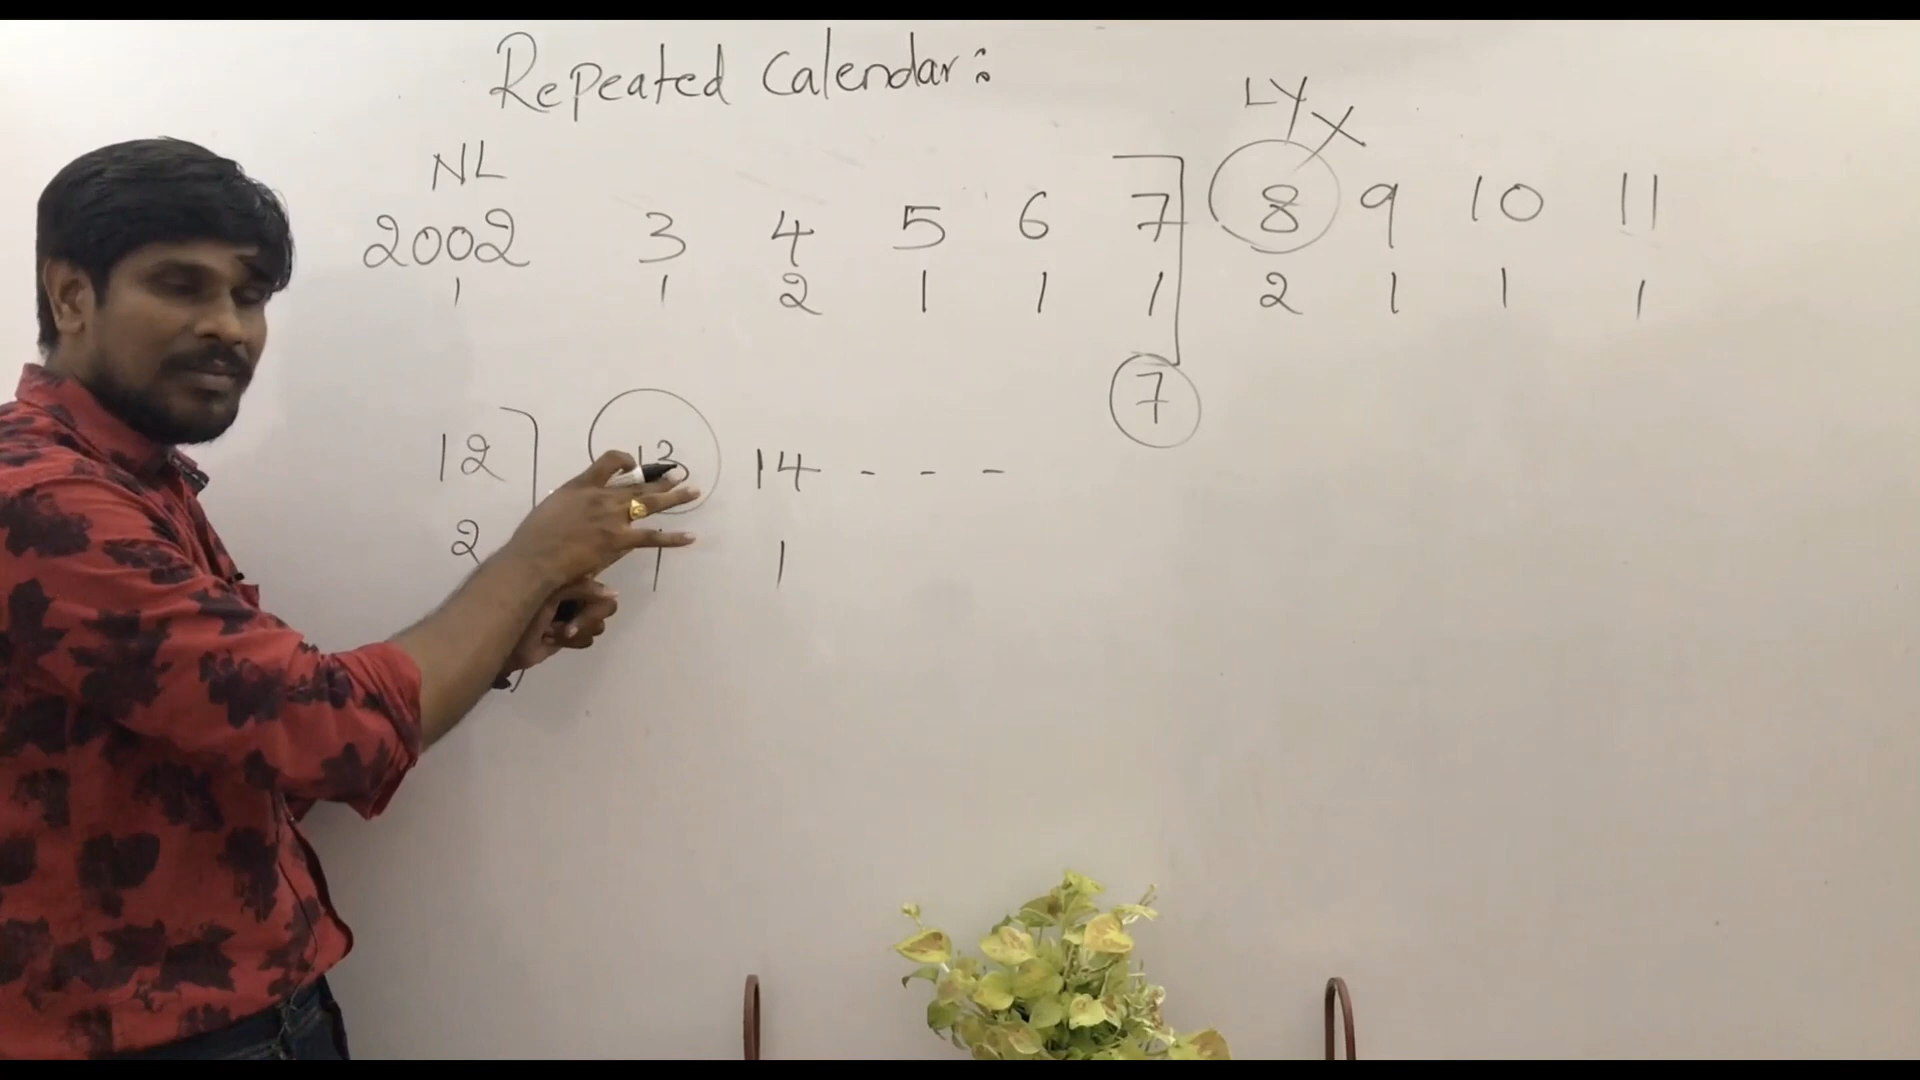 Repeated Calendar:
LY X
NL
2002 3 4 5 6 7 8 9 10 11
1 1 2 1 1 1 2 1 1 1
7
12 13 14 - - -
2 1 1